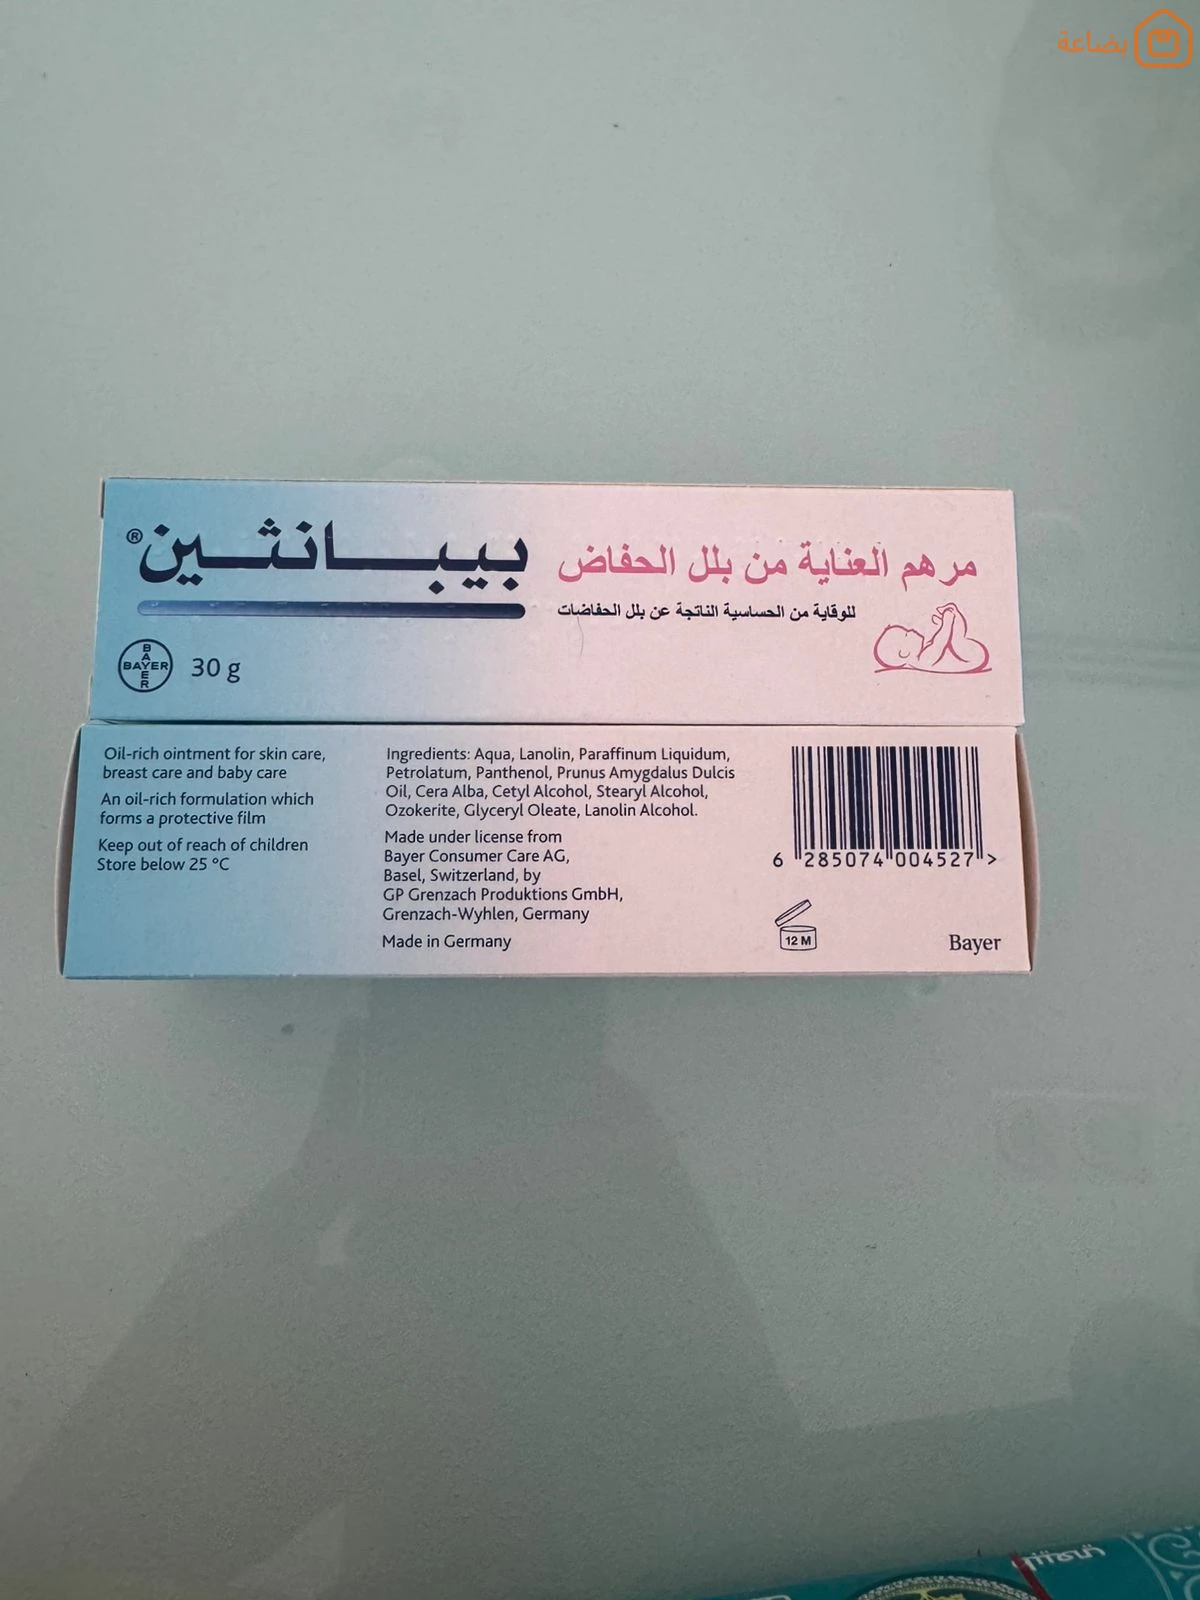 بضاعة
بيبانثين®
مرهم العناية من بلل الحفاض
للوقاية من الحساسية الناتجة عن بلل الحفاضات
BAYER
BAYER
30 g
Oil-rich ointment for skin care,
breast care and baby care
An oil-rich formulation which
forms a protective film
Keep out of reach of children
Store below 25 °C
Ingredients: Aqua, Lanolin, Paraffinum Liquidum,
Petrolatum, Panthenol, Prunus Amygdalus Dulcis
Oil, Cera Alba, Cetyl Alcohol, Stearyl Alcohol,
Ozokerite, Glyceryl Oleate, Lanolin Alcohol.
Made under license from
Bayer Consumer Care AG,
Basel, Switzerland, by
GP Grenzach Produktions GmbH,
Grenzach-Wyhlen, Germany
Made in Germany
6 285074 004527 >
12 M
Bayer